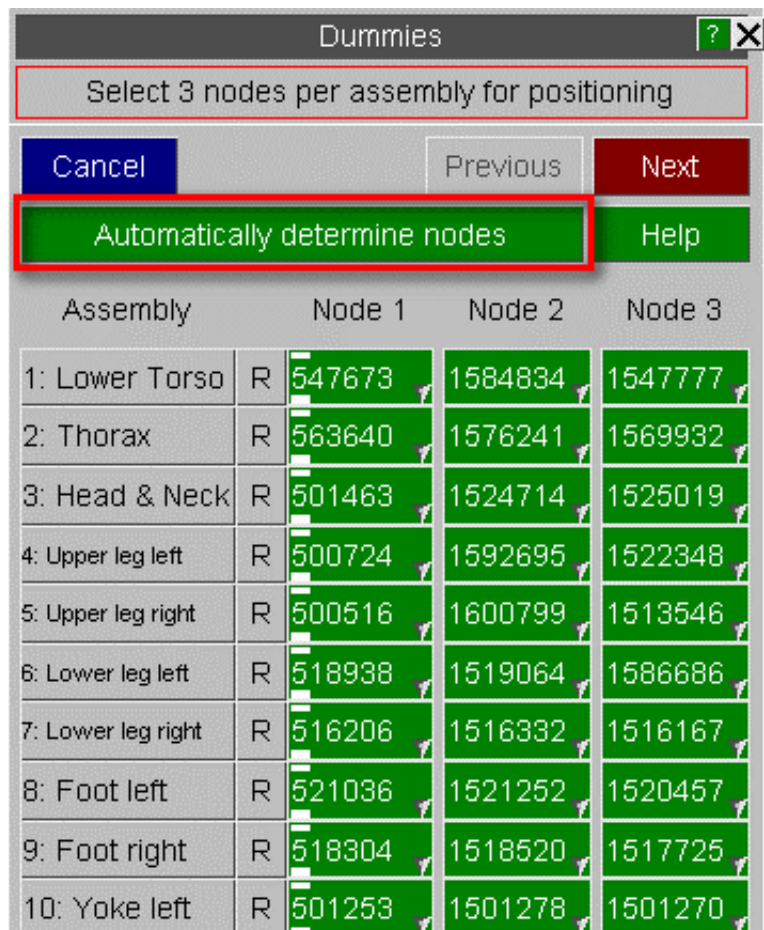 Dummies ?
Select 3 nodes per assembly for positioning
Cancel Previous Next
Automatically determine nodes Help
Assembly Node 1 Node 2 Node 3
1: Lower Torso R 547673 1584834 1547777
2: Thorax R 563640 1576241 1569932
3: Head & Neck R 501463 1524714 1525019
4: Upper leg left R 500724 1592695 1522348
5: Upper leg right R 500516 1600799 1513546
6: Lower leg left R 518938 1519064 1586686
7: Lower leg right R 516206 1516332 1516167
8: Foot left R 521036 1521252 1520457
9: Foot right R 518304 1518520 1517725
10: Yoke left R 501253 1501278 1501270